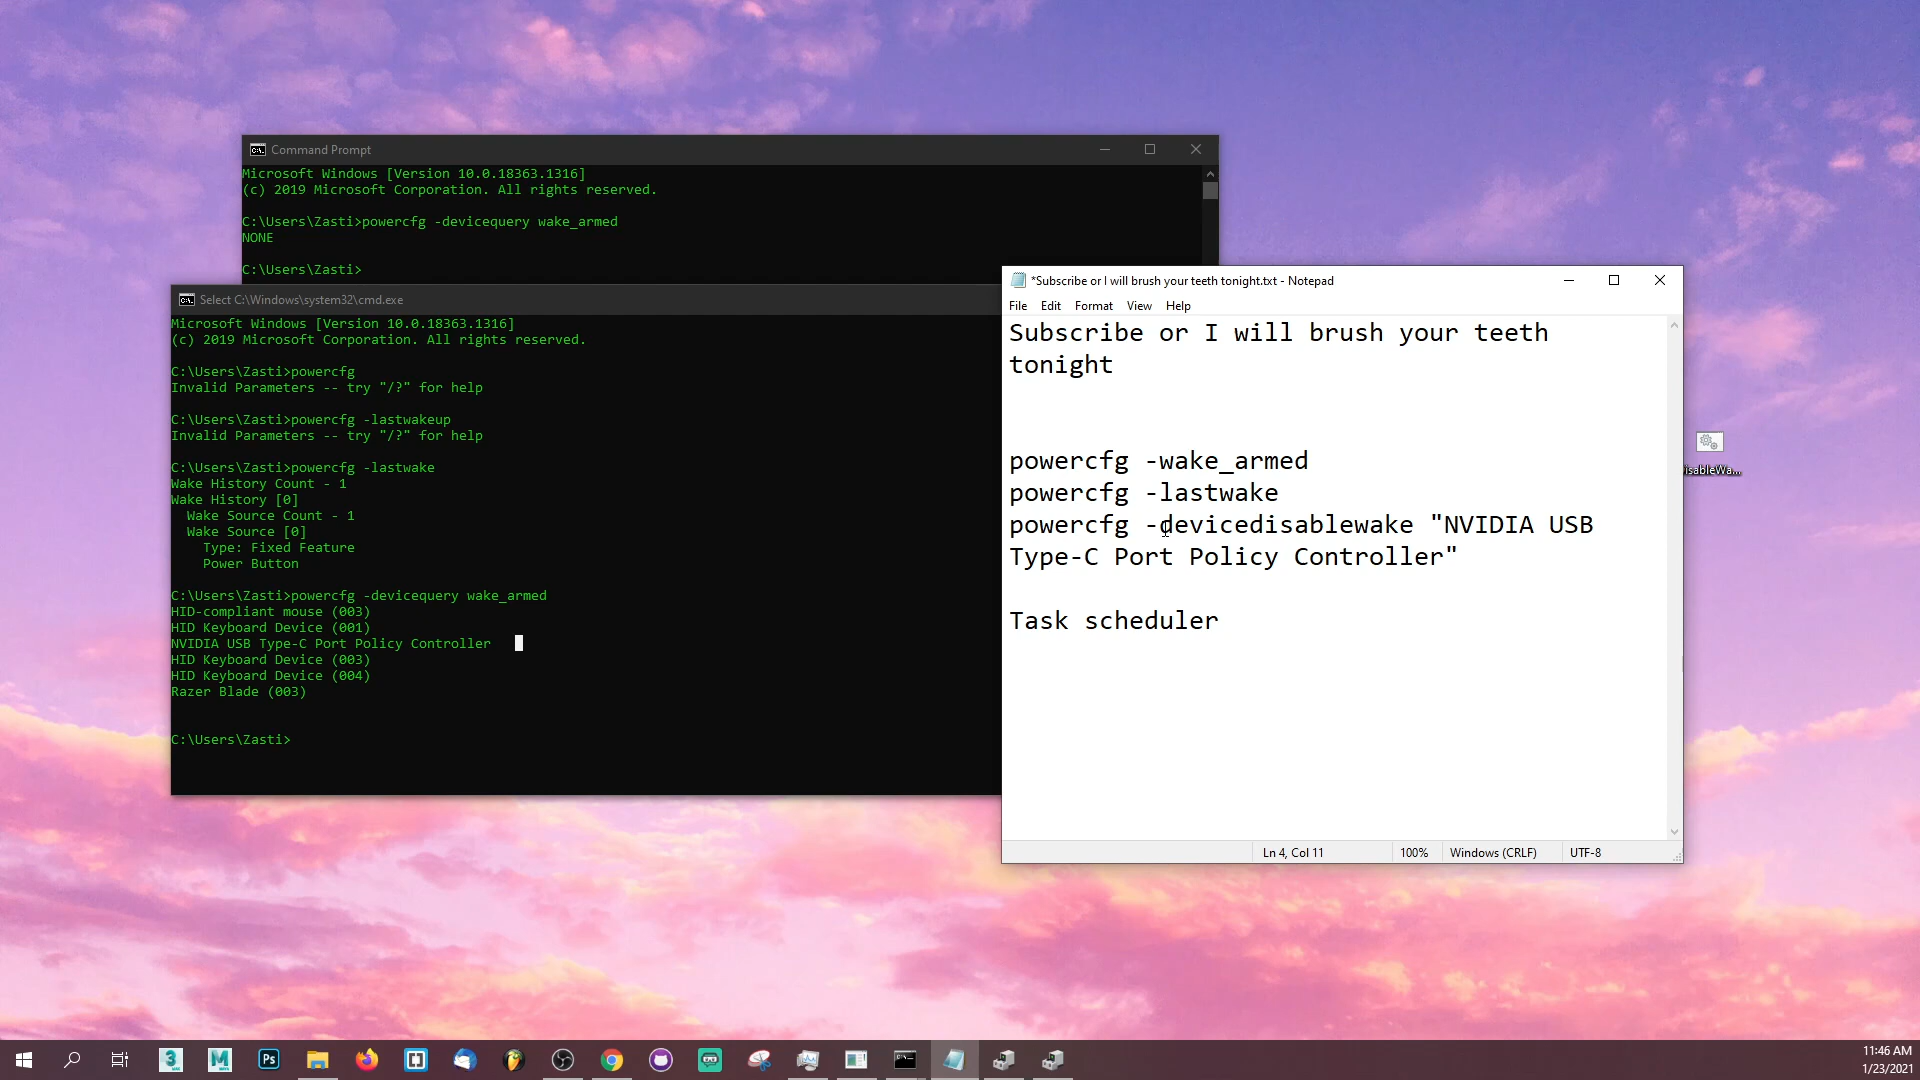 Command Prompt
Microsoft Windows [Version 10.0.18363.1316]
(c) 2019 Microsoft Corporation. All rights reserved.
C:\Users\Zasti>powercfg -devicequery wake_armed
NONE
C:\Users\Zasti>
Select C:\Windows\system32\cmd.exe
Microsoft Windows [Version 10.0.18363.1316]
(c) 2019 Microsoft Corporation. All rights reserved.
C:\Users\Zasti>powercfg
Invalid Parameters -- try "/?" for help
C:\Users\Zasti>powercfg -lastwakeup
Invalid Parameters -- try "/?" for help
C:\Users\Zasti>powercfg -lastwake
Wake History Count - 1
Wake History [0]
Wake Source Count - 1
Wake Source [0]
Type: Fixed Feature
Power Button
C:\Users\Zasti>powercfg -devicequery wake_armed
HID-compliant mouse (003)
HID Keyboard Device (001)
NVIDIA USB Type-C Port Policy Controller
HID Keyboard Device (003)
HID Keyboard Device (004)
Razer Blade (003)
C:\Users\Zasti>
*Subscribe or I will brush your teeth tonight.txt - Notepad
File Edit Format View Help
Subscribe or I will brush your teeth
tonight
powercfg -wake_armed
powercfg -lastwake
powercfg -devicedisablewake "NVIDIA USB
Type-C Port Policy Controller"
Task scheduler
Ln 4, Col 11
100%
Windows (CRLF)
UTF-8
isableWa...
Ps
11:46 AM
1/23/2021